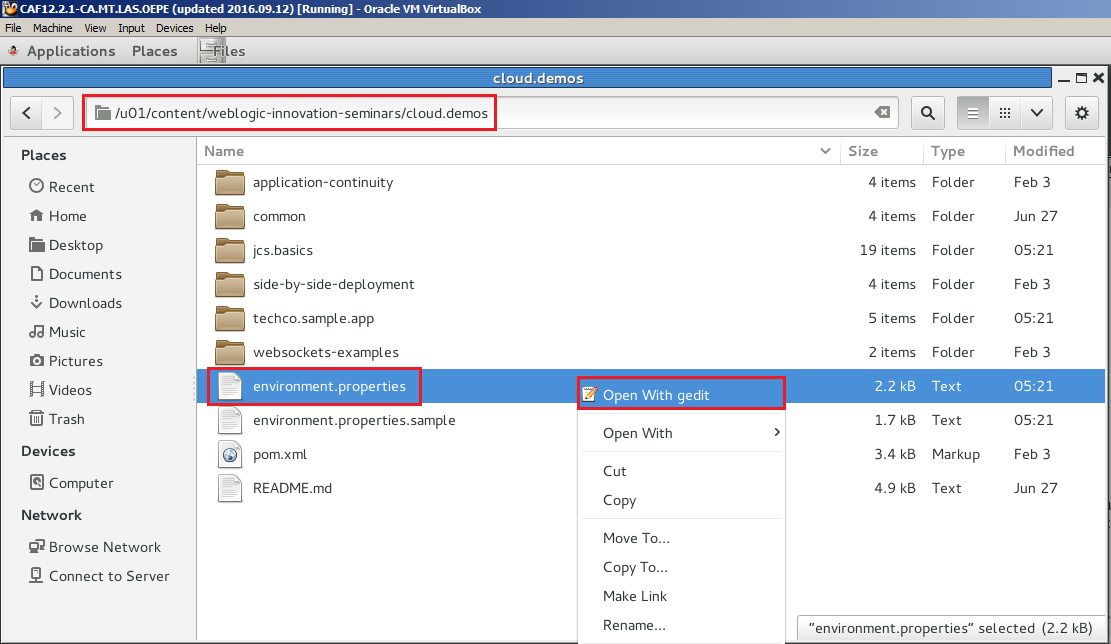 CAF12.2.1-CA.MT.LAS.OEPE (updated 2016.09.12) [Running] - Oracle VM VirtualBox
File Machine View Input Devices Help
Applications Places Files
cloud.demos
/u01/content/weblogic-innovation-seminars/cloud.demos
Places
Recent
Home
Desktop
Documents
Downloads
Music
Pictures
Videos
Trash
Devices
Computer
Network
Browse Network
Connect to Server
Name Size Type Modified
application-continuity 4 items Folder Feb 3
common 4 items Folder Jun 27
jcs.basics 19 items Folder 05:21
side-by-side-deployment 4 items Folder Feb 3
techco.sample.app 5 items Folder 05:21
websockets-examples 2 items Folder Feb 3
environment.properties 2.2 kB Text 05:21
environment.properties.sample 1.7 kB Text 05:21
pom.xml 3.4 kB Markup Feb 3
README.md 4.9 kB Text Jun 27
Open With gedit
Open With
Cut
Copy
Move To...
Copy To...
Make Link
Rename...
"environment.properties" selected (2.2 kB)